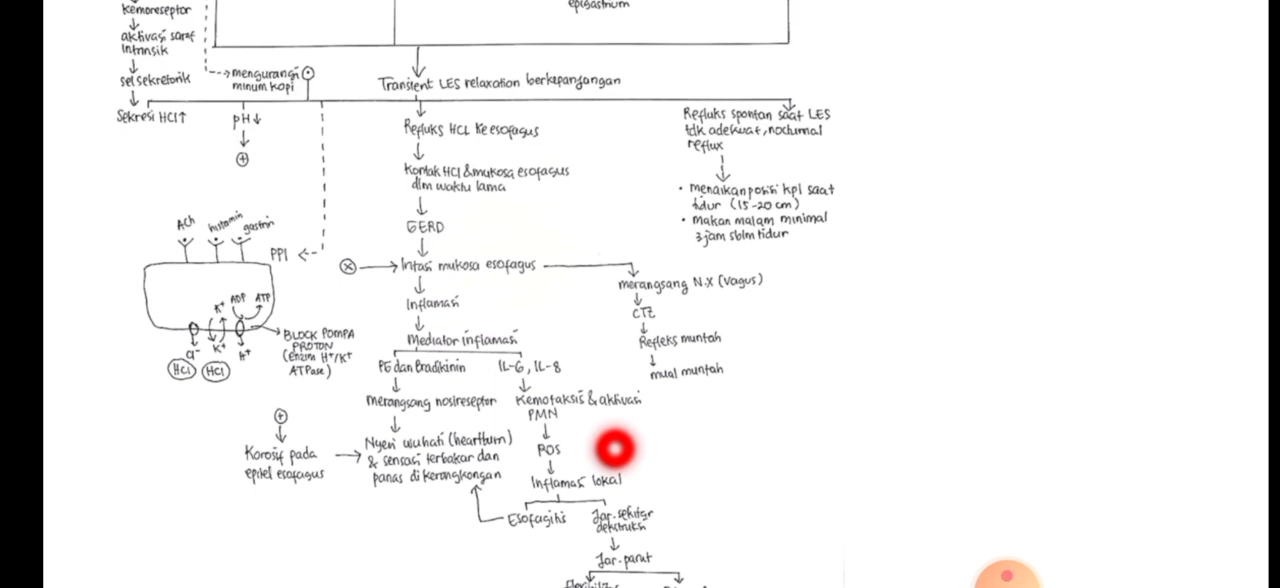 Kemoreseptor
aktivasi saraf
Intrinsik
sel sekretorik
Sekresi HCl↑
epigastrium
mengurangi
minum kopi
pH↓
+
Transient LES relaxation berkepanjangan
Refluks HCL ke esofagus
Kontak HCl & mukosa esofagus
dlm waktu lama
GERD
Iritasi mukosa esofagus
Inflamasi
Mediator inflamasi
PG dan Bradikinin
Merangsang nosireseptor
Nyeri uluhati (heartburn)
& sensasi terbakar dan
panas di kerongkongan
IL-6, IL-8
Kemotaksis & aktivasi
PMN
ROS
Inflamasi lokal
Esofagitis
Jar. sekitar
destruksi
Jar. parut
Refluks spontan saat LES
tdk adekuat, nocturnal
reflux
• menaikan posisi kpl saat
tidur (15-20 cm)
• makan malam minimal
3 jam sblm tidur
merangsang N.X (Vagus)
CTZ
Refleks muntah
mual muntah
ACh
histamin
gastrin
PPI
K+
ADP
ATP
Cl-
K+
H+
HCl
HCl
BLOCK POMPA
PROTON
(enzim H+/K+
ATPase)
+
Korosif pada
epitel esofagus